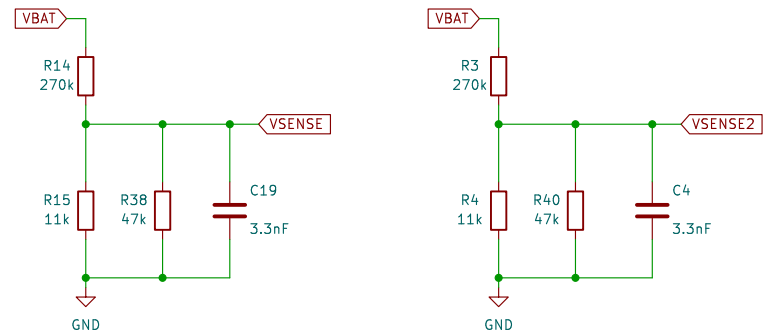 VBAT
R14
270k
VSENSE
R15
11k
R38
47k
C19
3.3nF
GND
VBAT
R3
270k
VSENSE2
R4
11k
R40
47k
C4
3.3nF
GND